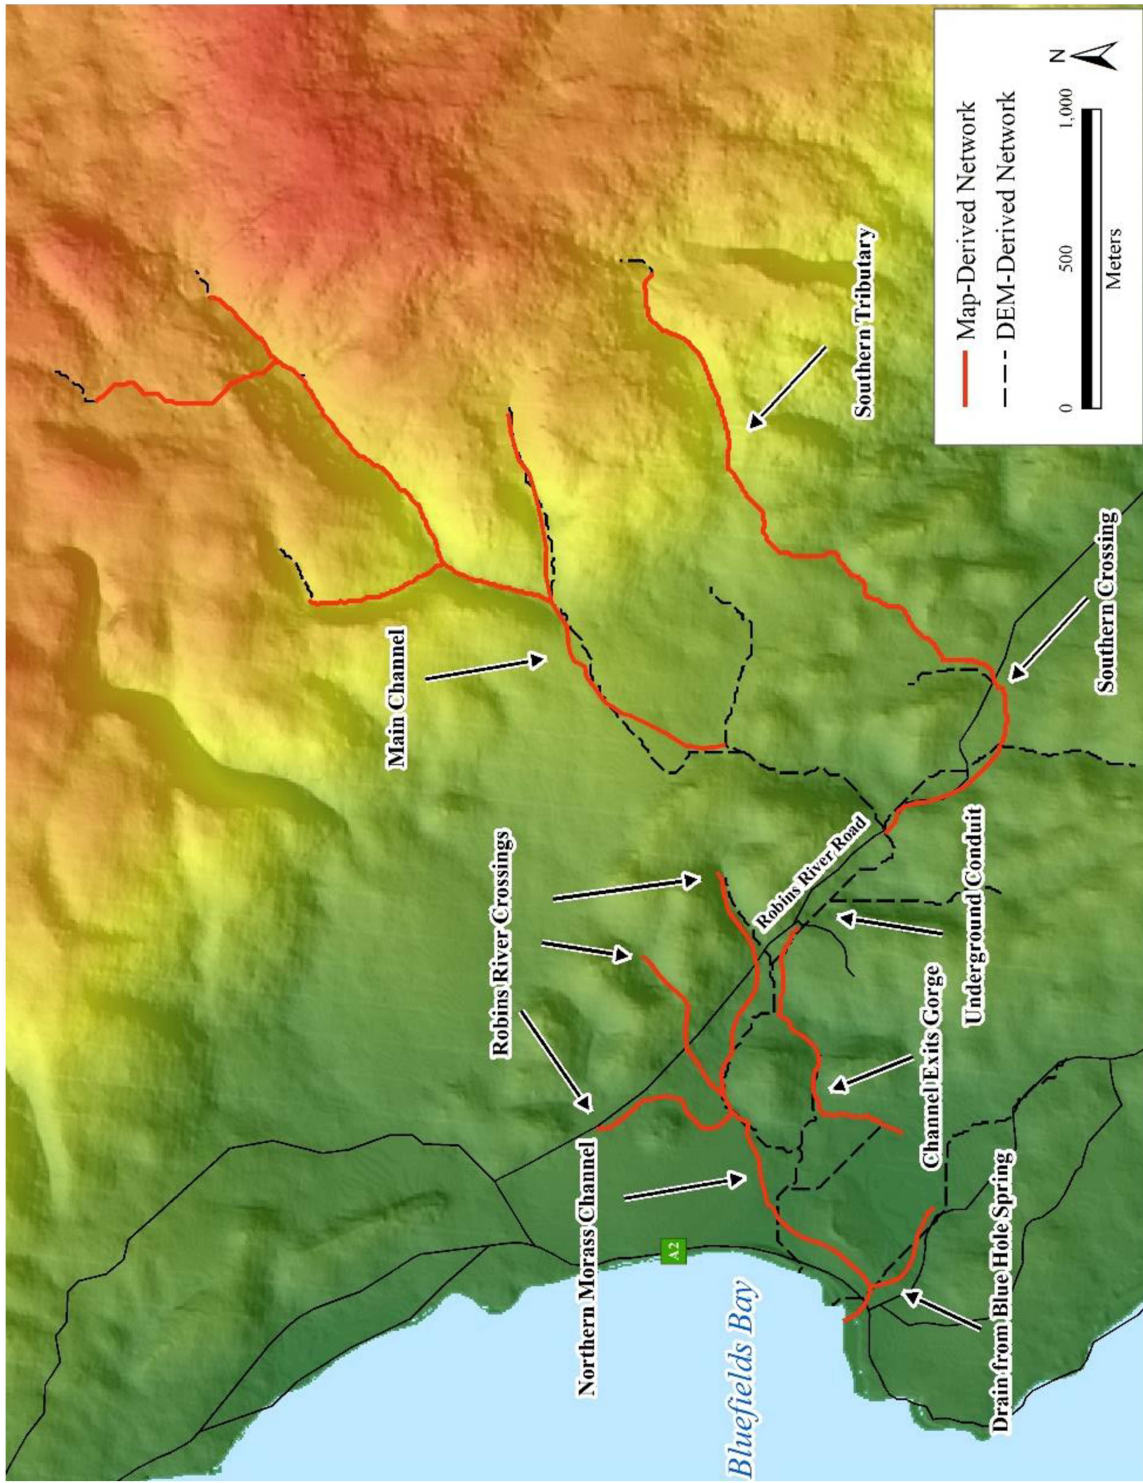 Main Channel
Robins River Crossings
Northern Morass Channel
A2
Bluefields Bay
Robins River Road
Southern Tributary
Southern Crossing
Underground Conduit
Channel Exits Gorge
Drain from Blue Hole Spring
Map-Derived Network
DEM-Derived Network
N
0 500 1,000
Meters